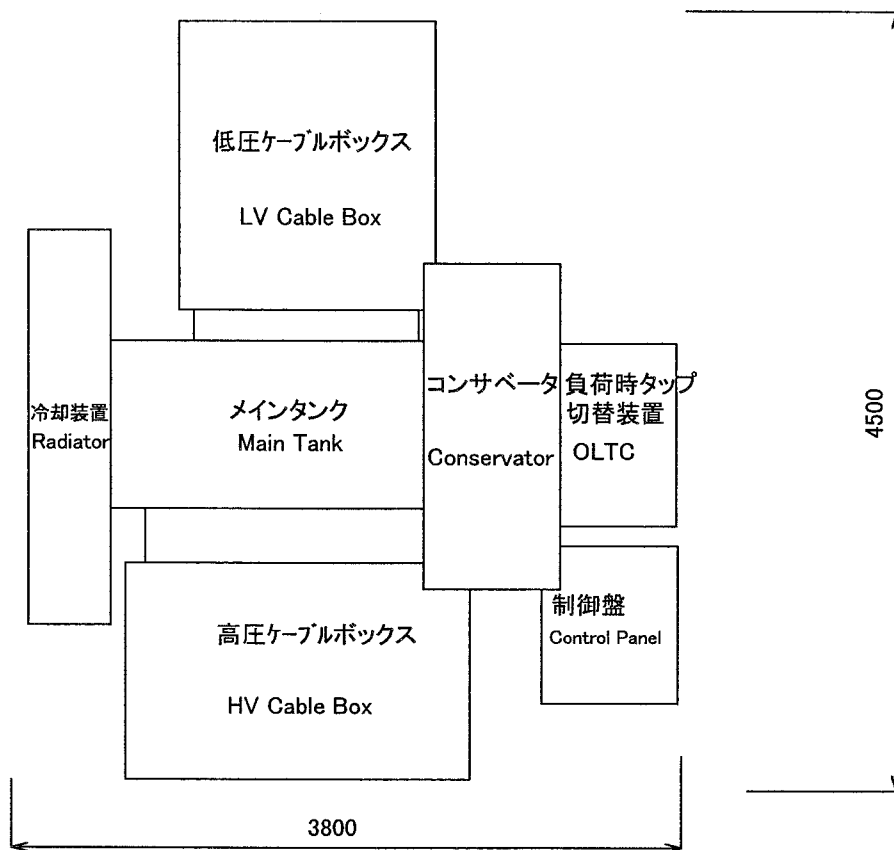 低圧ｹｰﾌﾞﾙボックス
LV Cable Box
冷却装置
Radiator
メインタンク
Main Tank
コンサベータ
Conservator
負荷時タップ
切替装置
OLTC
4500
高圧ｹｰﾌﾞﾙボックス
HV Cable Box
制御盤
Control Panel
3800